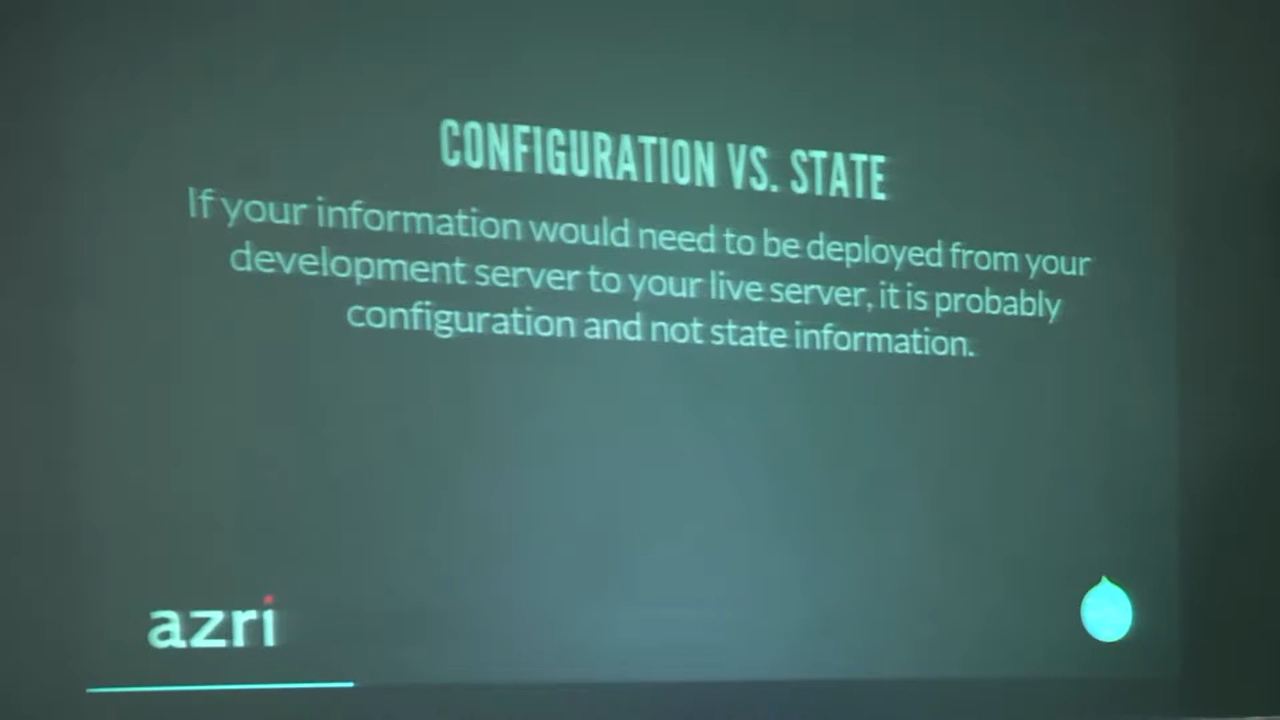 CONFIGURATION VS. STATE
If your information would need to be deployed from your
development server to your live server, it is probably
configuration and not state information.
azri